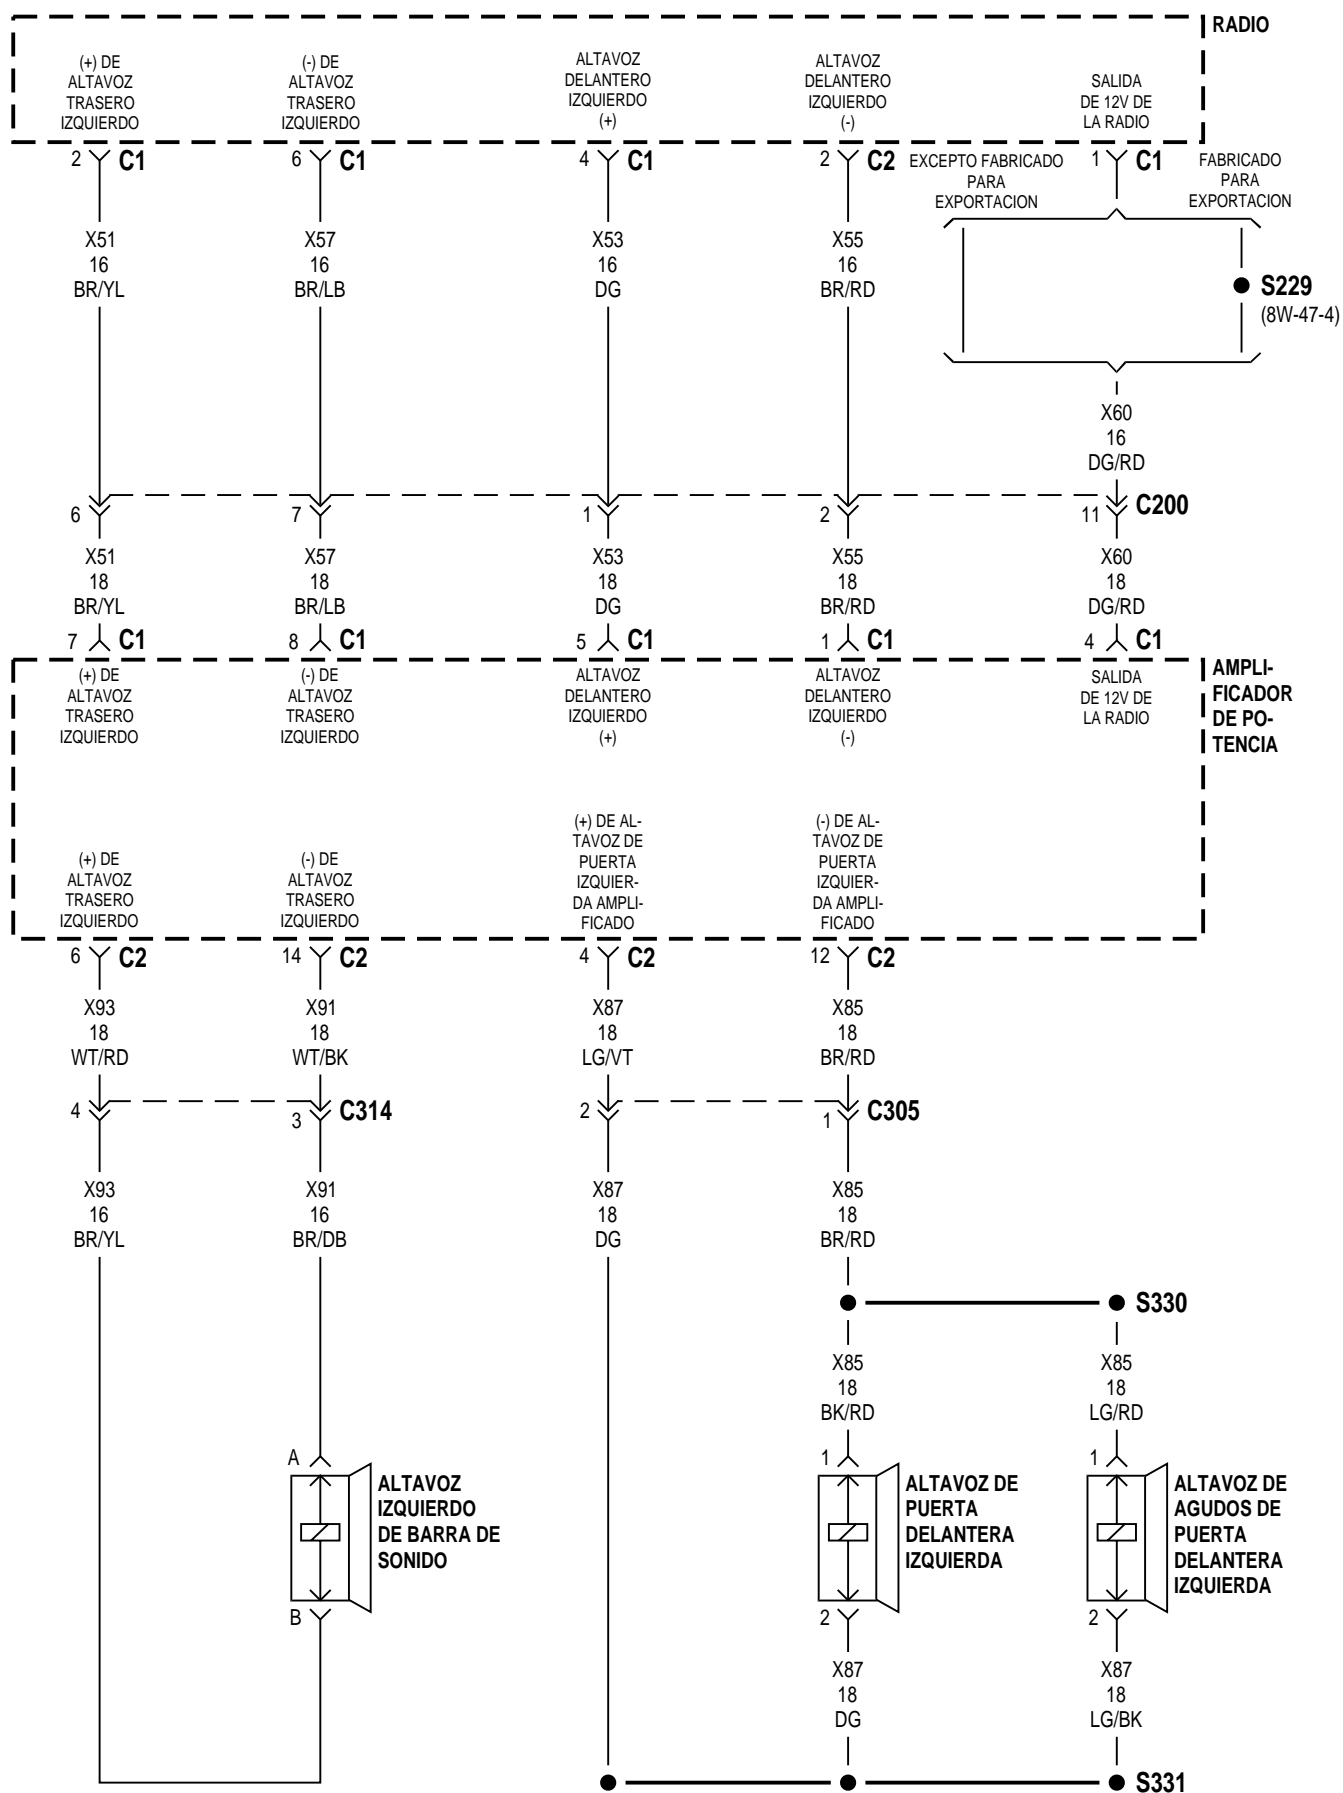 RADIO
(+) DE
ALTAVOZ
TRASERO
IZQUIERDO
(-) DE
ALTAVOZ
TRASERO
IZQUIERDO
ALTAVOZ
DELANTERO
IZQUIERDO
(+)
ALTAVOZ
DELANTERO
IZQUIERDO
(-)
SALIDA
DE 12V DE
LA RADIO
2 C1
6 C1
4 C1
2 C2
1 C1
EXCEPTO FABRICADO
PARA
EXPORTACION
FABRICADO
PARA
EXPORTACION
X51
16
BR/YL
X57
16
BR/LB
X53
16
DG
X55
16
BR/RD
S229
(8W-47-4)
X60
16
DG/RD
6
7
1
2
11
C200
X51
18
BR/YL
X57
18
BR/LB
X53
18
DG
X55
18
BR/RD
X60
18
DG/RD
7 C1
8 C1
5 C1
1 C1
4 C1
AMPLI-
FICADOR
DE PO-
TENCIA
(+) DE
ALTAVOZ
TRASERO
IZQUIERDO
(-) DE
ALTAVOZ
TRASERO
IZQUIERDO
ALTAVOZ
DELANTERO
IZQUIERDO
(+)
ALTAVOZ
DELANTERO
IZQUIERDO
(-)
SALIDA
DE 12V DE
LA RADIO
(+) DE
ALTAVOZ
TRASERO
IZQUIERDO
(-) DE
ALTAVOZ
TRASERO
IZQUIERDO
(+) DE AL-
TAVOZ DE
PUERTA
IZQUIER-
DA AMPLI-
FICADO
(-) DE AL-
TAVOZ DE
PUERTA
IZQUIER-
DA AMPLI-
FICADO
6 C2
14 C2
4 C2
12 C2
X93
18
WT/RD
X91
18
WT/BK
X87
18
LG/VT
X85
18
BR/RD
4
3
C314
2
1
C305
X93
16
BR/YL
X91
16
BR/DB
X87
18
DG
X85
18
BR/RD
S330
X85
18
BK/RD
X85
18
LG/RD
A
1
1
ALTAVOZ
IZQUIERDO
DE BARRA DE
SONIDO
ALTAVOZ DE
PUERTA
DELANTERA
IZQUIERDA
ALTAVOZ DE
AGUDOS DE
PUERTA
DELANTERA
IZQUIERDA
B
2
2
X87
18
DG
X87
18
LG/BK
S331